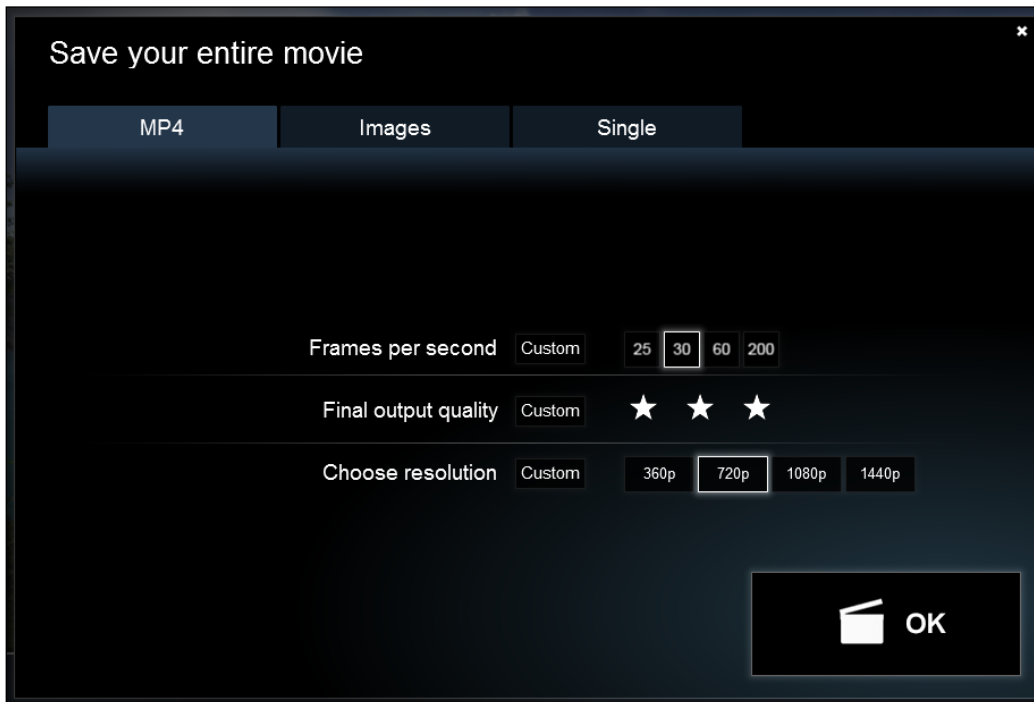 Save your entire movie
MP4 Images Single
Frames per second Custom 25 30 60 200
Final output quality Custom
Choose resolution Custom 360p 720p 1080p 1440p
OK